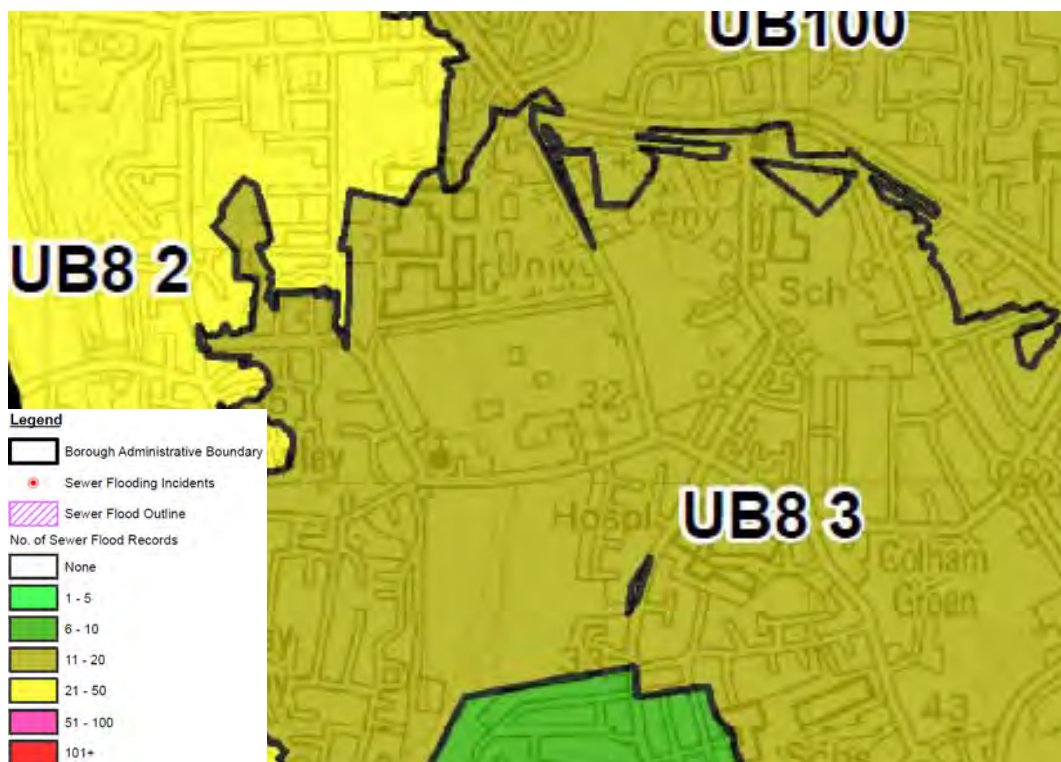 UB100
Cemy
UB8 2
Univ
Sch
32
UB8 3
Hospl
Colham
Green
43
Schs
Legend
Borough Administrative Boundary
Sewer Flooding Incidents
Sewer Flood Outline
No. of Sewer Flood Records
None
1 - 5
6 - 10
11 - 20
21 - 50
51 - 100
101+